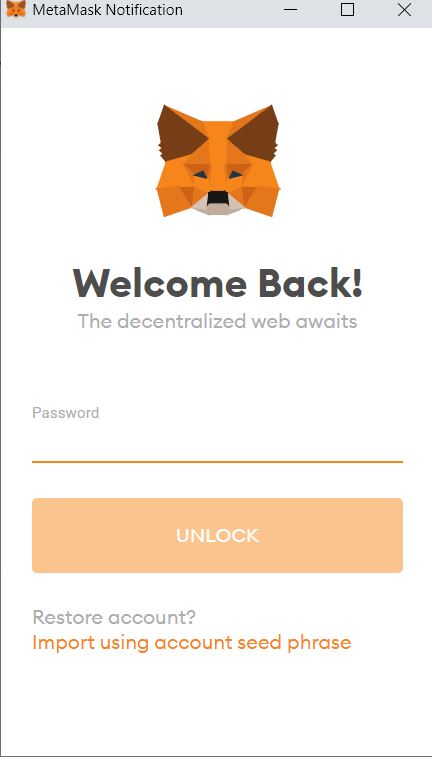 MetaMask Notification
Welcome Back!
The decentralized web awaits
Password
UNLOCK
Restore account?
Import using account seed phrase